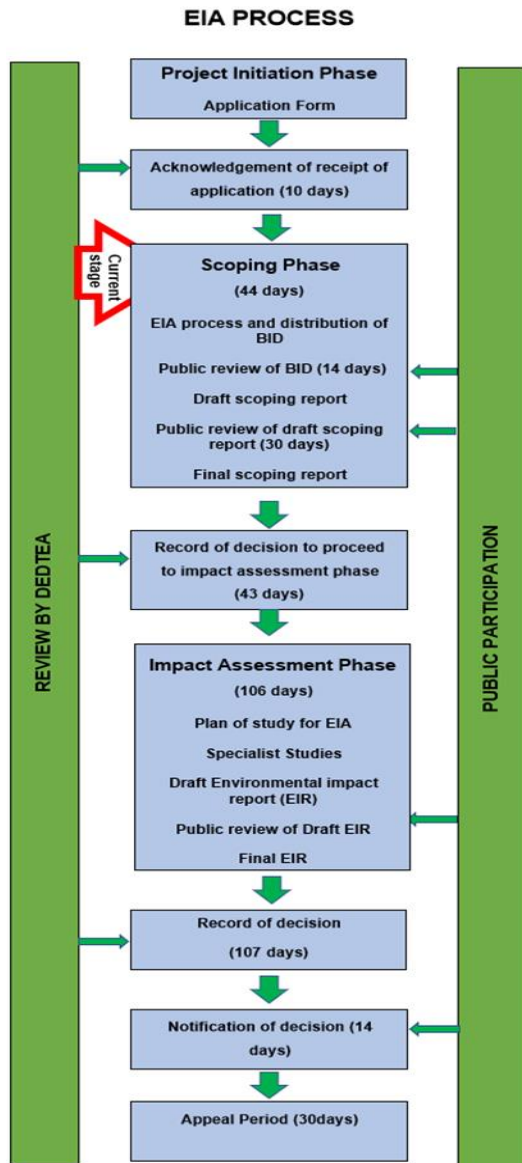 EIA PROCESS
Project Initiation Phase
Application Form
Acknowledgement of receipt of
application (10 days)
Current
stage
Scoping Phase
(44 days)
EIA process and distribution of
BID
Public review of BID (14 days)
Draft scoping report
Public review of draft scoping
report (30 days)
Final scoping report
Record of decision to proceed
to impact assessment phase
(43 days)
REVIEW BY DEDTEA
PUBLIC PARTICIPATION
Impact Assessment Phase
(106 days)
Plan of study for EIA
Specialist Studies
Draft Environmental impact
report (EIR)
Public review of Draft EIR
Final EIR
Record of decision
(107 days)
Notification of decision (14
days)
Appeal Period (30days)